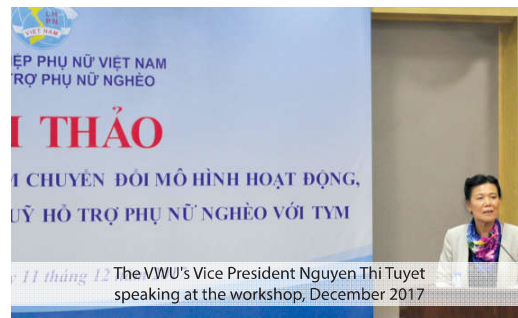 LHPN
VIỆT NAM
IỆP PHỤ NỮ VIỆT NAM
TRỢ PHỤ NỮ NGHÈO
THẢO
CHUYỂN ĐỔI MÔ HÌNH HOẠT ĐỘNG,
UỸ HỖ TRỢ PHỤ NỮ NGHÈO VỚI TYM
11 tháng 12
The VWU's Vice President Nguyen Thi Tuyet
speaking at the workshop, December 2017